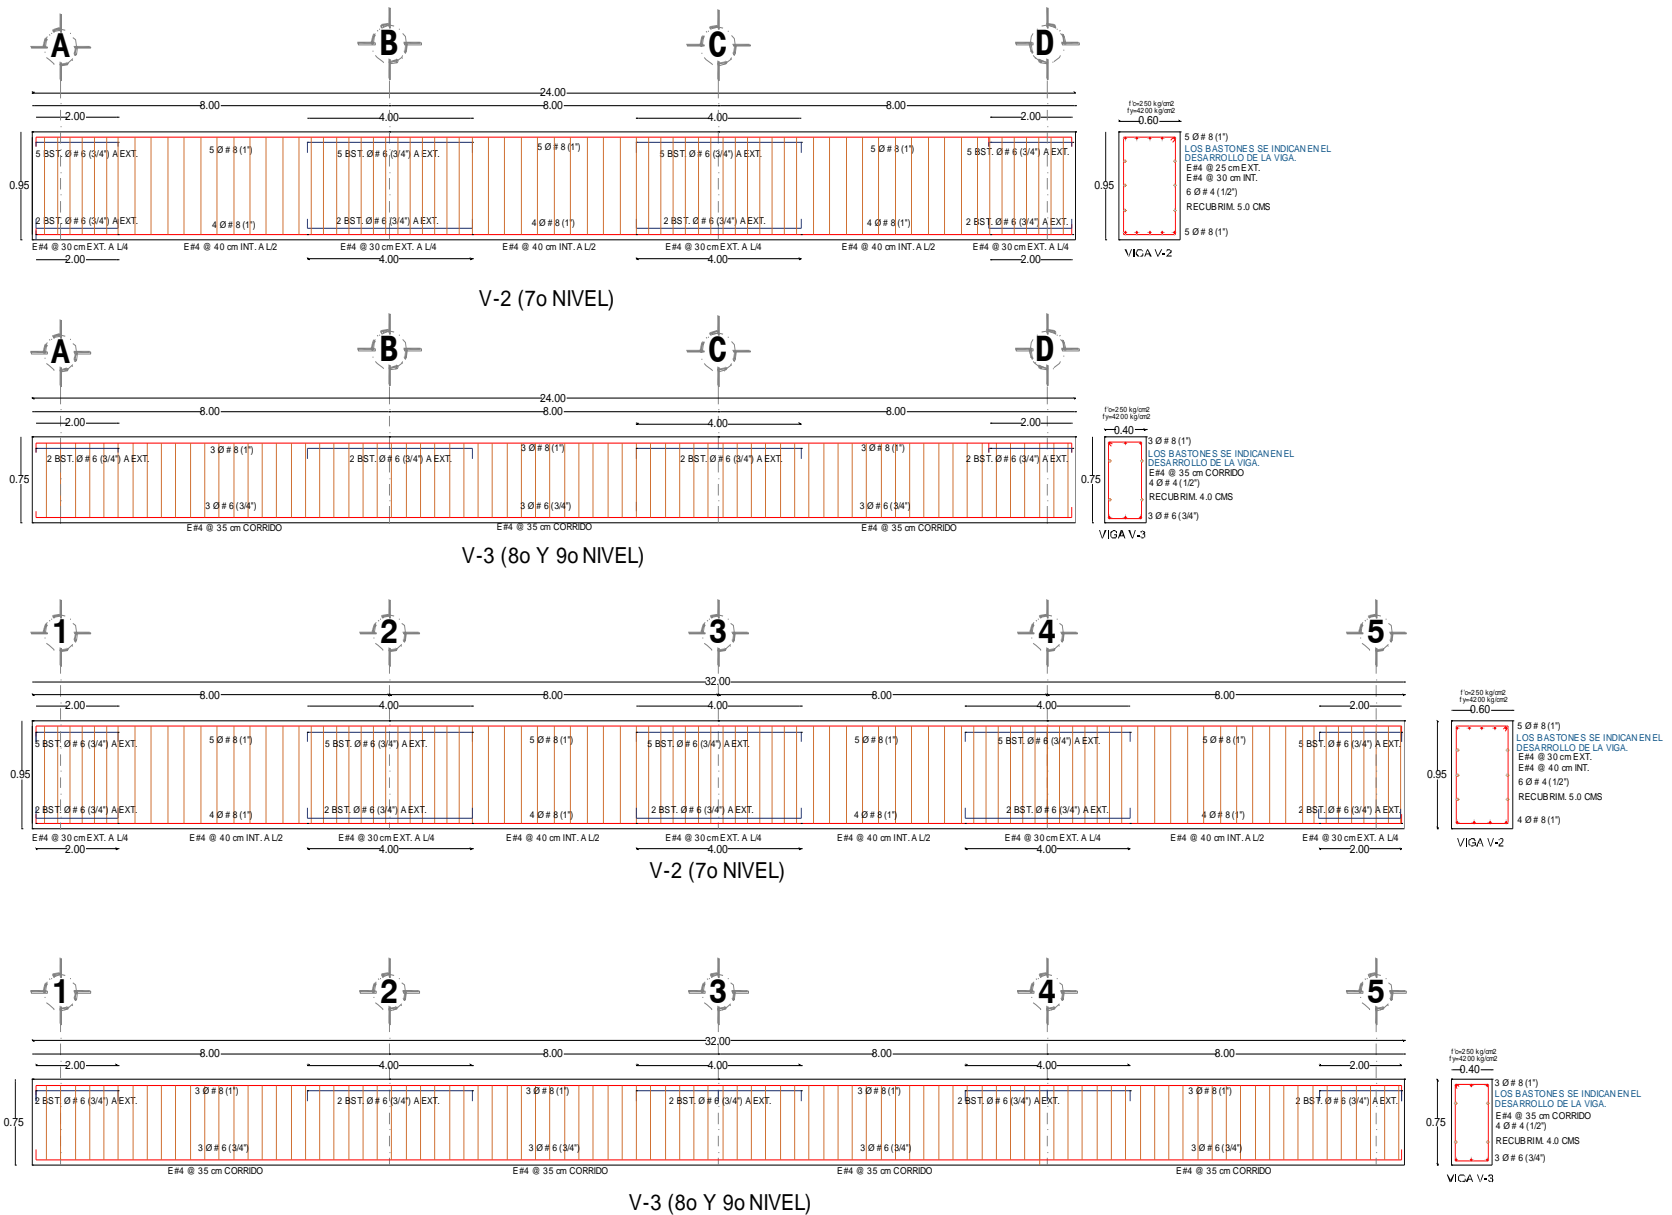 A B C D
24.00
8.00 8.00 8.00
2.00 4.00 4.00 2.00
5 BST. Ø # 6 (3/4") A EXT. 5 Ø # 8 (1") 5 BST. Ø # 6 (3/4") A EXT. 5 Ø # 8 (1") 5 BST. Ø # 6 (3/4") A EXT. 5 Ø # 8 (1") 5 BST. Ø # 6 (3/4") A EXT.
0.95
2 BST. Ø # 6 (3/4") A EXT. 4 Ø # 8 (1") 2 BST. Ø # 6 (3/4") A EXT. 4 Ø # 8 (1") 2 BST. Ø # 6 (3/4") A EXT. 4 Ø # 8 (1") 2 BST. Ø # 6 (3/4") A EXT.
E#4 @ 30 cm EXT. A L/4 E#4 @ 40 cm INT. A L/2 E#4 @ 30 cm EXT. A L/4 E#4 @ 40 cm INT. A L/2 E#4 @ 30 cm EXT. A L/4 E#4 @ 40 cm INT. A L/2 E#4 @ 30 cm EXT. A L/4
2.00 4.00 4.00 2.00
V-2 (7o NIVEL)
f'c=250 kg/cm2
fy=4200 kg/cm2
0.60
0.95
5 Ø # 8 (1")
LOS BASTONES SE INDICAN EN EL
DESARROLLO DE LA VIGA.
E#4 @ 25 cm EXT.
E#4 @ 30 cm INT.
6 Ø # 4 (1/2")
RECUBRIM. 5.0 CMS
5 Ø # 8 (1")
VIGA V-2
A B C D
24.00
8.00 8.00 8.00
2.00 4.00 2.00
3 Ø # 8 (1") 3 Ø # 8 (1") 3 Ø # 8 (1")
2 BST. Ø # 6 (3/4") A EXT. 2 BST. Ø # 6 (3/4") A EXT. 2 BST. Ø # 6 (3/4") A EXT. 2 BST. Ø # 6 (3/4") A EXT.
0.75
3 Ø # 6 (3/4") 3 Ø # 6 (3/4") 3 Ø # 6 (3/4")
E#4 @ 35 cm CORRIDO E#4 @ 35 cm CORRIDO E#4 @ 35 cm CORRIDO
V-3 (8o Y 9o NIVEL)
f'c=250 kg/cm2
fy=4200 kg/cm2
0.40
0.75
3 Ø # 8 (1")
LOS BASTONES SE INDICAN EN EL
DESARROLLO DE LA VIGA.
E#4 @ 35 cm CORRIDO
4 Ø # 4 (1/2")
RECUBRIM. 4.0 CMS
3 Ø # 6 (3/4")
VIGA V-3
1 2 3 4 5
32.00
8.00 8.00 8.00 8.00
2.00 4.00 4.00 4.00 2.00
5 BST. Ø # 6 (3/4") A EXT. 5 Ø # 8 (1") 5 BST. Ø # 6 (3/4") A EXT. 5 Ø # 8 (1") 5 BST. Ø # 6 (3/4") A EXT. 5 Ø # 8 (1") 5 BST. Ø # 6 (3/4") A EXT. 5 Ø # 8 (1") 5 BST. Ø # 6 (3/4") A EXT.
0.95
2 BST. Ø # 6 (3/4") A EXT. 4 Ø # 8 (1") 2 BST. Ø # 6 (3/4") A EXT. 4 Ø # 8 (1") 2 BST. Ø # 6 (3/4") A EXT. 4 Ø # 8 (1") 2 BST. Ø # 6 (3/4") A EXT. 4 Ø # 8 (1") 2 BST. Ø # 6 (3/4") A EXT.
E#4 @ 30 cm EXT. A L/4 E#4 @ 40 cm INT. A L/2 E#4 @ 30 cm EXT. A L/4 E#4 @ 40 cm INT. A L/2 E#4 @ 30 cm EXT. A L/4 E#4 @ 40 cm INT. A L/2 E#4 @ 30 cm EXT. A L/4 E#4 @ 40 cm INT. A L/2 E#4 @ 30 cm EXT. A L/4
2.00 4.00 4.00 4.00 2.00
V-2 (7o NIVEL)
f'c=250 kg/cm2
fy=4200 kg/cm2
0.60
0.95
5 Ø # 8 (1")
LOS BASTONES SE INDICAN EN EL
DESARROLLO DE LA VIGA.
E#4 @ 30 cm EXT.
E#4 @ 40 cm INT.
6 Ø # 4 (1/2")
RECUBRIM. 5.0 CMS
4 Ø # 8 (1")
VIGA V-2
1 2 3 4 5
32.00
8.00 8.00 8.00 8.00
2.00 4.00 4.00 4.00 2.00
3 Ø # 8 (1") 3 Ø # 8 (1") 3 Ø # 8 (1") 3 Ø # 8 (1")
2 BST. Ø # 6 (3/4") A EXT. 2 BST. Ø # 6 (3/4") A EXT. 2 BST. Ø # 6 (3/4") A EXT. 2 BST. Ø # 6 (3/4") A EXT. 2 BST. Ø # 6 (3/4") A EXT.
0.75
3 Ø # 6 (3/4") 3 Ø # 6 (3/4") 3 Ø # 6 (3/4") 3 Ø # 6 (3/4")
E#4 @ 35 cm CORRIDO E#4 @ 35 cm CORRIDO E#4 @ 35 cm CORRIDO E#4 @ 35 cm CORRIDO
V-3 (8o Y 9o NIVEL)
f'c=250 kg/cm2
fy=4200 kg/cm2
0.40
0.75
3 Ø # 8 (1")
LOS BASTONES SE INDICAN EN EL
DESARROLLO DE LA VIGA.
E#4 @ 35 cm CORRIDO
4 Ø # 4 (1/2")
RECUBRIM. 4.0 CMS
3 Ø # 6 (3/4")
VIGA V-3